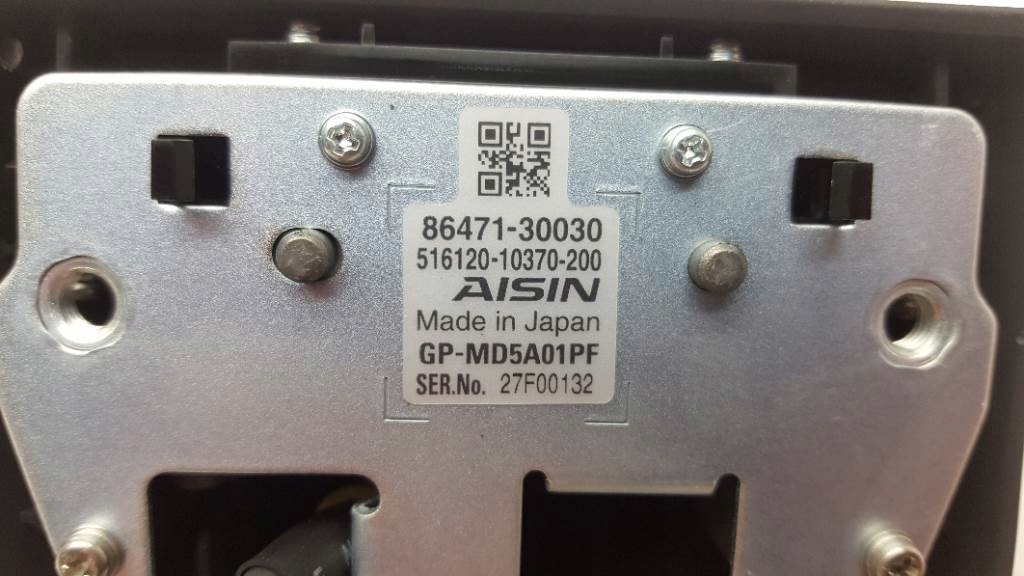 86471-30030
516120-10370-200
AISIN
Made in Japan
GP-MD5A01PF
SER.No. 27F00132